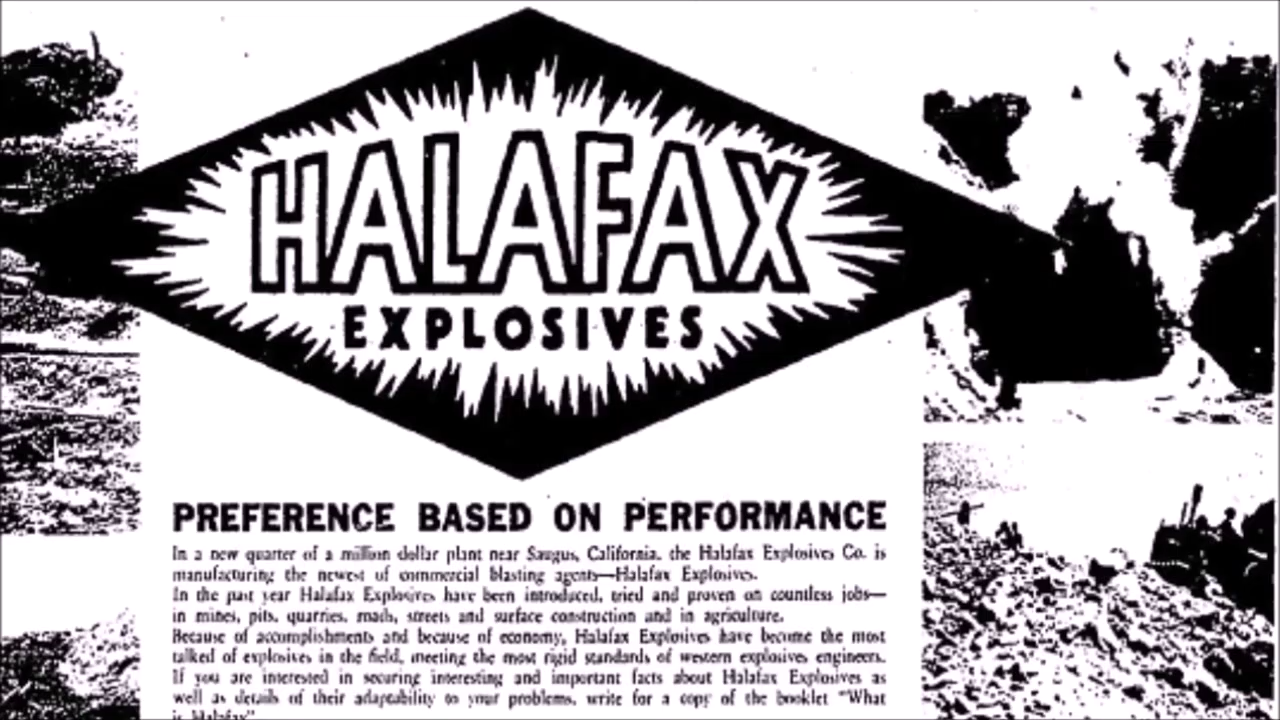 HALAFAX
EXPLOSIVES
PREFERENCE BASED ON PERFORMANCE
In a new quarter of a million dollar plant near Saugus, California, the Halafax Explosives Co. is
manufacturing the newest of commercial blasting agents—Halafax Explosives.
In the past year Halafax Explosives have been introduced, tried and proven on countless jobs—
in mines, pits, quarries, roads, streets and surface construction and in agriculture.
Because of accomplishments and because of economy, Halafax Explosives have become the most
talked of explosives in the field, meeting the most rigid standards of western explosives engineers.
If you are interested in securing interesting and important facts about Halafax Explosives as
well as details of their adaptability to your problems, write for a copy of the booklet "What
is Halafax"